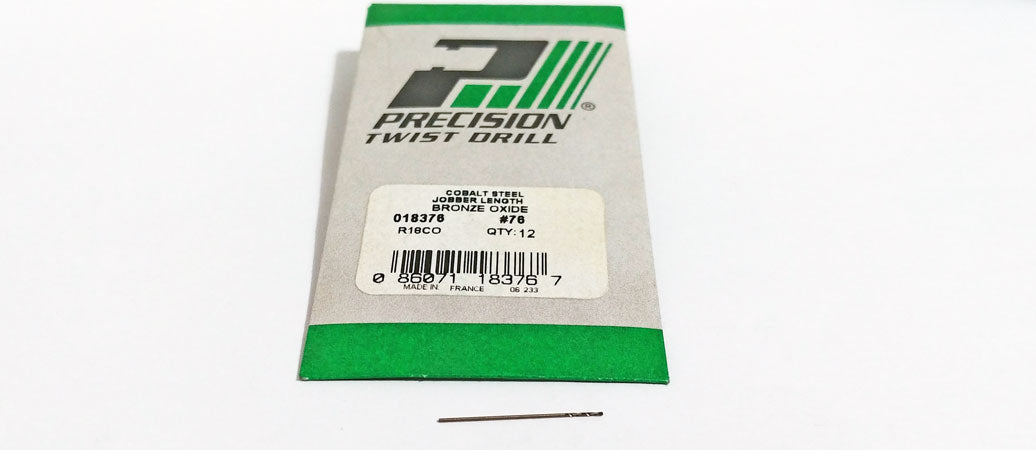 ®
PRECISION
TWIST DRILL
COBALT STEEL
JOBBER LENGTH
BRONZE OXIDE
018376 #76
R18CO QTY: 12
0 86071 18376 7
MADE IN FRANCE 06 233